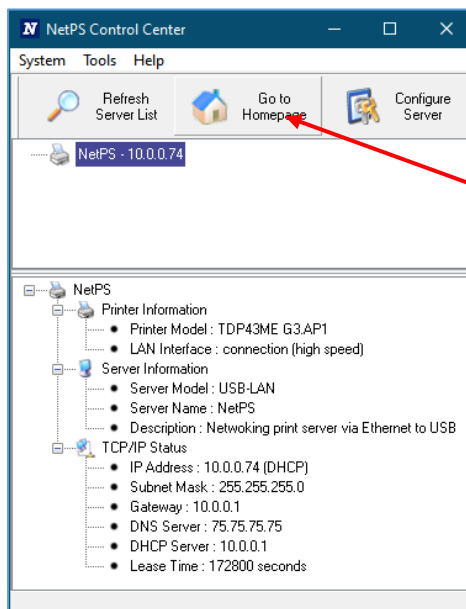 N NetPS Control Center
System Tools Help
Refresh
Server List
Go to
Homepage
Configure
Server
NetPS - 10.0.0.74
NetPS
Printer Information
Printer Model : TDP43ME G3.AP1
LAN Interface : connection (high speed)
Server Information
Server Model : USB-LAN
Server Name : NetPS
Description : Netwoking print server via Ethernet to USB
TCP/IP Status
IP Address : 10.0.0.74 (DHCP)
Subnet Mask : 255.255.255.0
Gateway : 10.0.0.1
DNS Server : 75.75.75.75
DHCP Server : 10.0.0.1
Lease Time : 172800 seconds